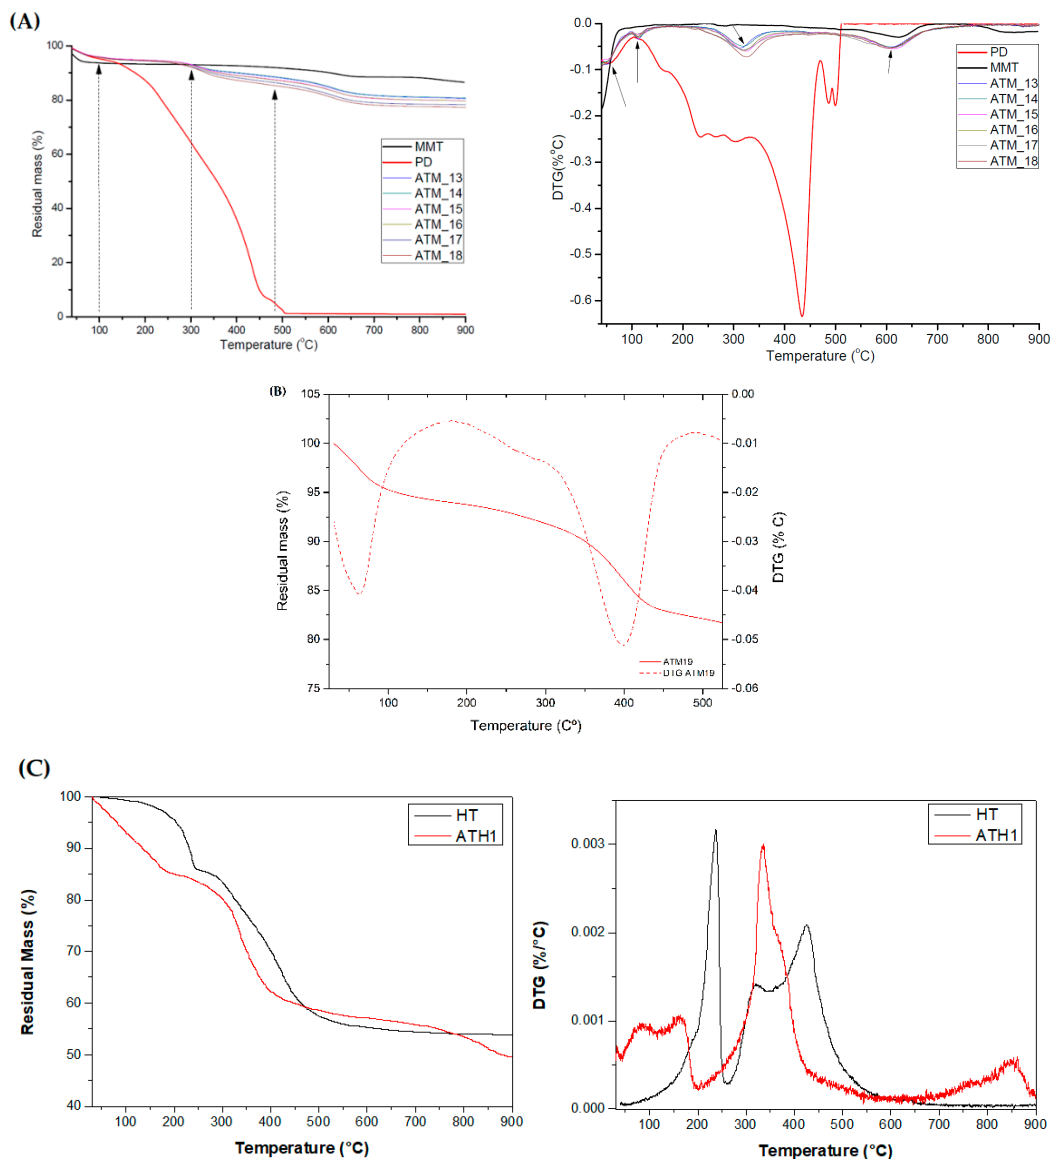 (A)
100
80
60
40
20
0
Residual mass (%)
MMT
PD
ATM_13
ATM_14
ATM_15
ATM_16
ATM_17
ATM_18
100
200
300
400
500
600
700
800
900
Temperature (°C)
0.0
-0.1
-0.2
-0.3
-0.4
-0.5
-0.6
DTG(%°C)
PD
MMT
ATM_13
ATM_14
ATM_15
ATM_16
ATM_17
ATM_18
100
200
300
400
500
600
700
800
900
Temperature (°C)
(B)
105
100
95
90
85
80
75
Residual mass (%)
0.00
-0.01
-0.02
-0.03
-0.04
-0.05
-0.06
DTG (% C)
ATM19
DTG ATM19
100
200
300
400
500
Temperature (Cº)
(C)
100
90
80
70
60
50
40
Residual Mass (%)
HT
ATH1
100
200
300
400
500
600
700
800
900
Temperature (°C)
0.003
0.002
0.001
0.000
DTG (%/°C)
HT
ATH1
100
200
300
400
500
600
700
800
900
Temperature (°C)